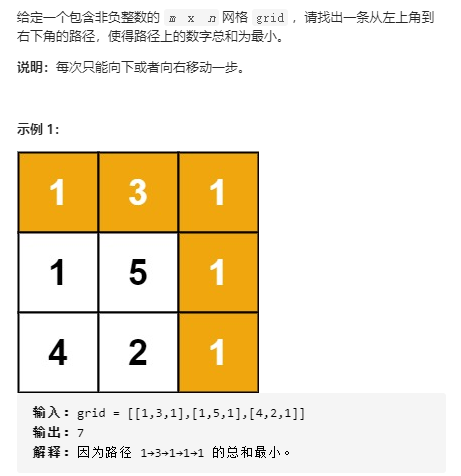 给定一个包含非负整数的 m x n 网格 grid ，请找出一条从左上角到
右下角的路径，使得路径上的数字总和为最小。
说明：每次只能向下或者向右移动一步。
示例 1：
1 3 1
1 5 1
4 2 1
输入：grid = [[1,3,1],[1,5,1],[4,2,1]]
输出：7
解释：因为路径 1→3→1→1→1 的总和最小。